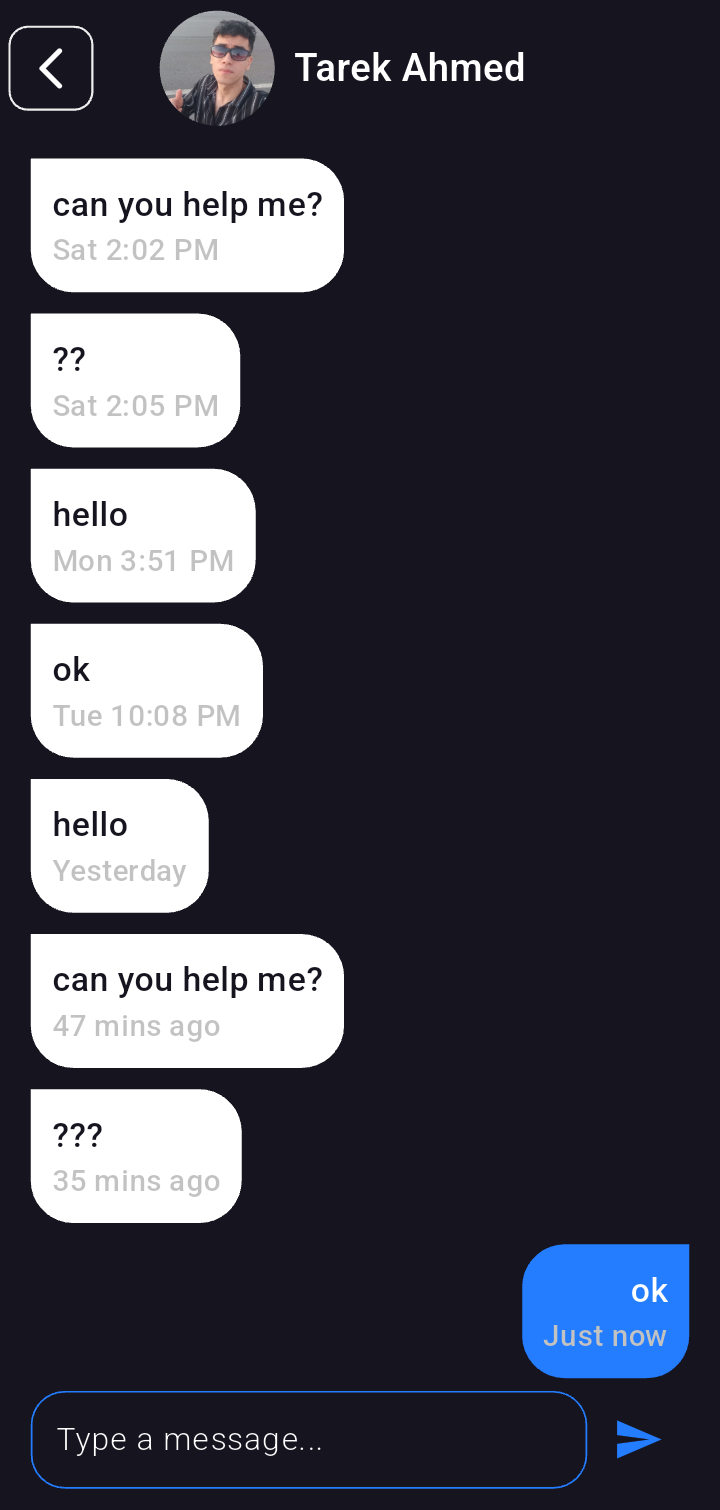 Tarek Ahmed
can you help me?
Sat 2:02 PM
??
Sat 2:05 PM
hello
Mon 3:51 PM
ok
Tue 10:08 PM
hello
Yesterday
can you help me?
47 mins ago
???
35 mins ago
ok
Just now
Type a message...